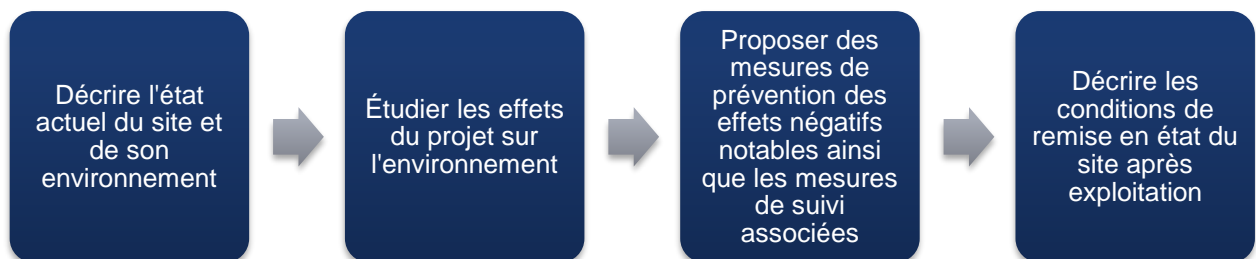 Décrire l'état
actuel du site et
de son
environnement
Étudier les effets
du projet sur
l'environnement
Proposer des
mesures de
prévention des
effets négatifs
notables ainsi
que les mesures
de suivi
associées
Décrire les
conditions de
remise en état du
site après
exploitation